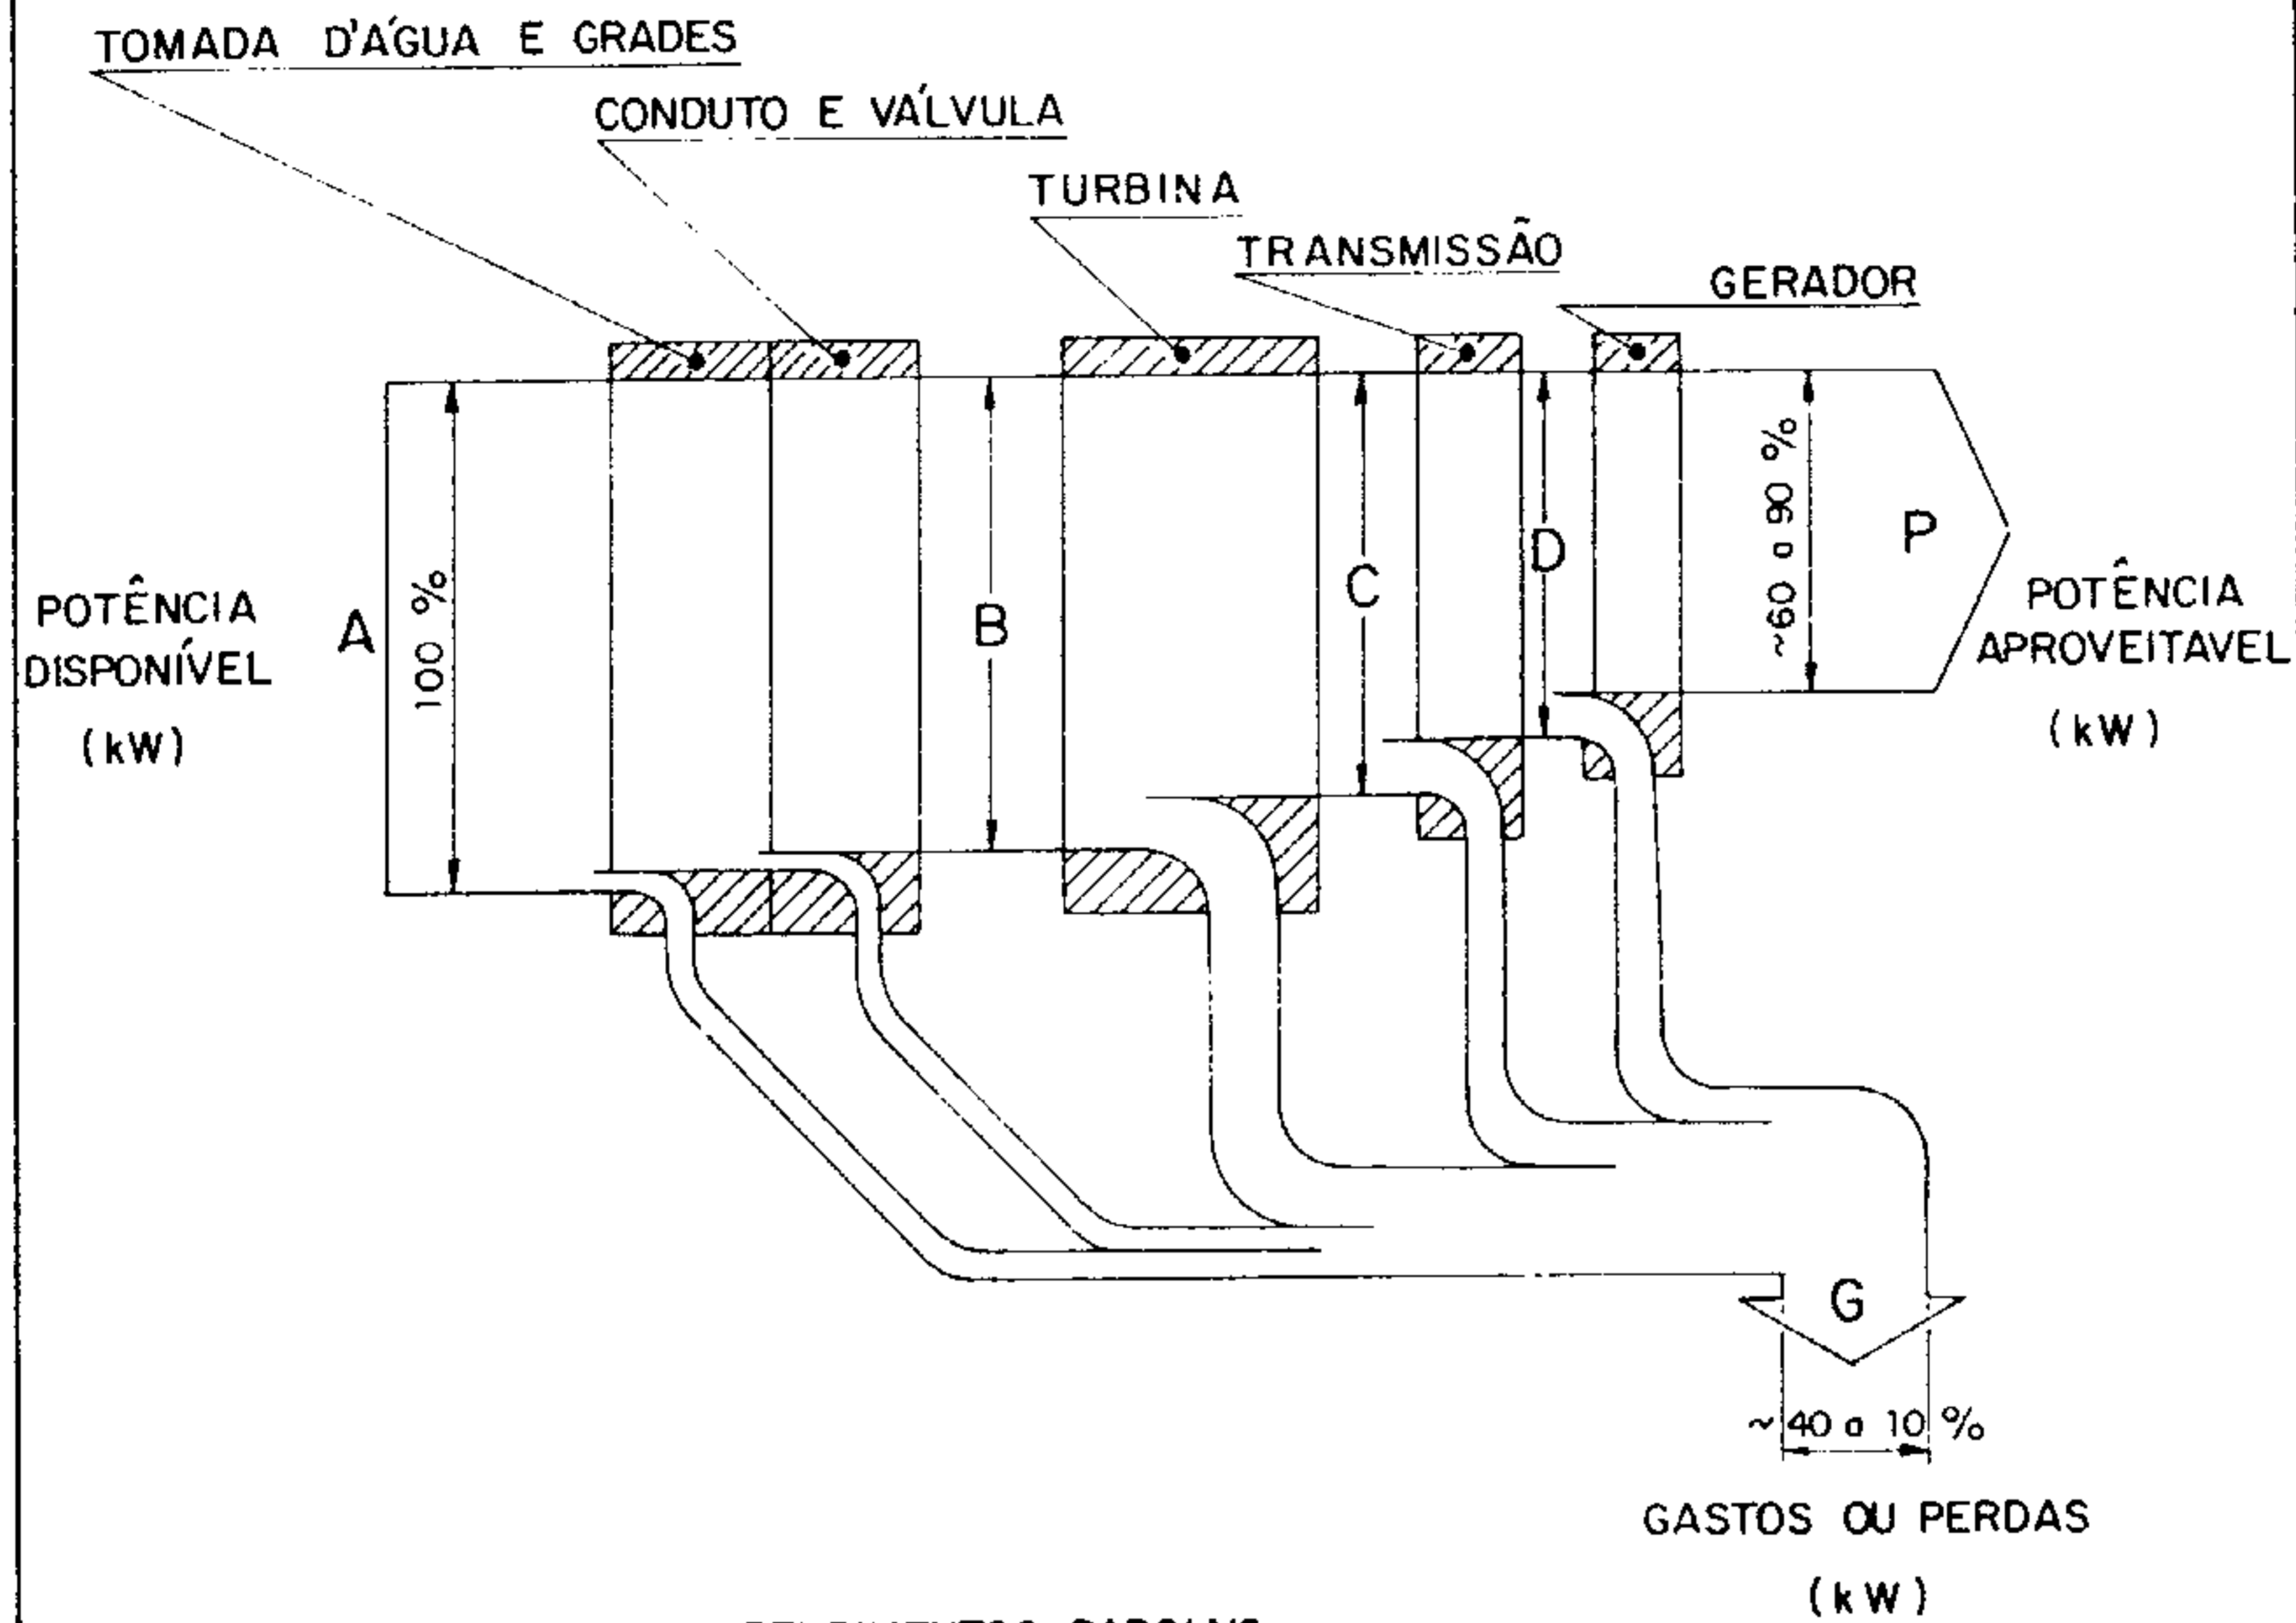 TOMADA D'ÁGUA E GRADES
CONDUTO E VÁLVULA
TURBINA
TRANSMISSÃO
GERADOR
POTÊNCIA
DISPONÍVEL
(kW)
A
100 %
B
C
D
~60 a 90 %
P
POTÊNCIA
APROVEITAVEL
(kW)
G
~ 40 a 10 %
GASTOS OU PERDAS
(kW)